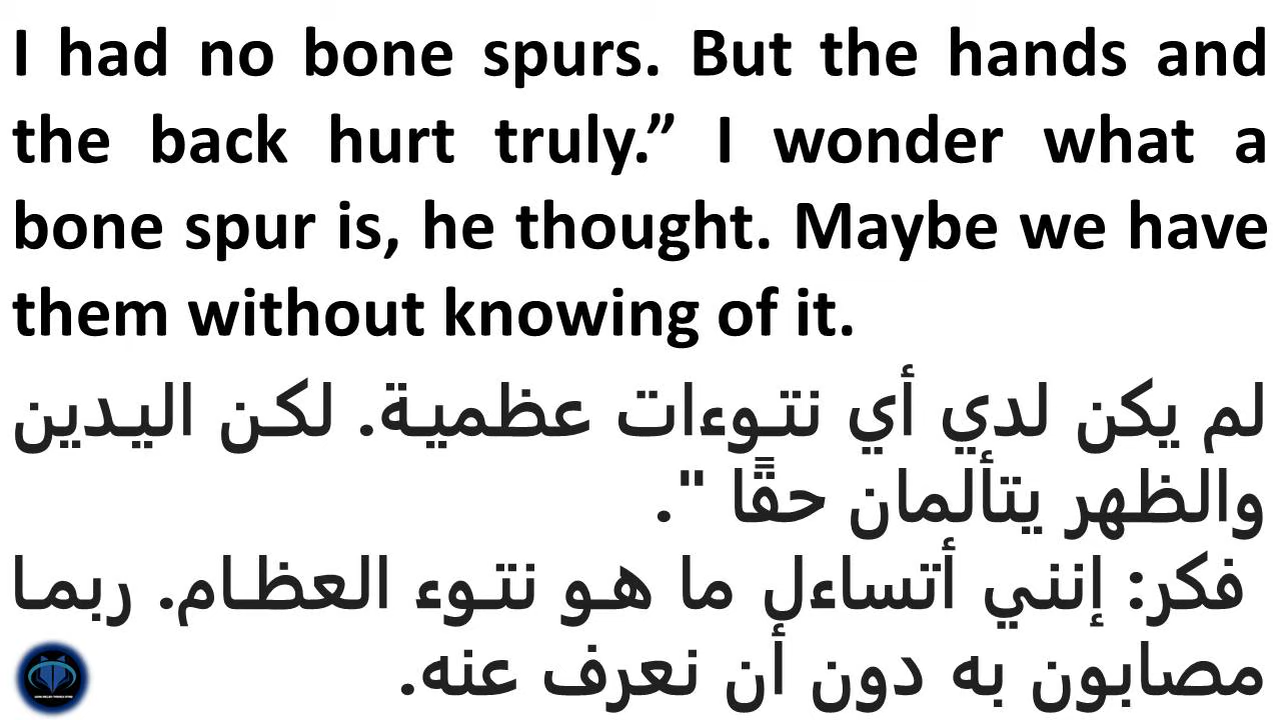 I had no bone spurs. But the hands and
the back hurt truly.” I wonder what a
bone spur is, he thought. Maybe we have
them without knowing of it.
لم يكن لدي أي نتوءات عظمية. لكن اليدين
والظهر يتألمان حقًا ".
فكر: إنني أتساءل ما هو نتوء العظام. ربما
مصابون به دون أن نعرف عنه.